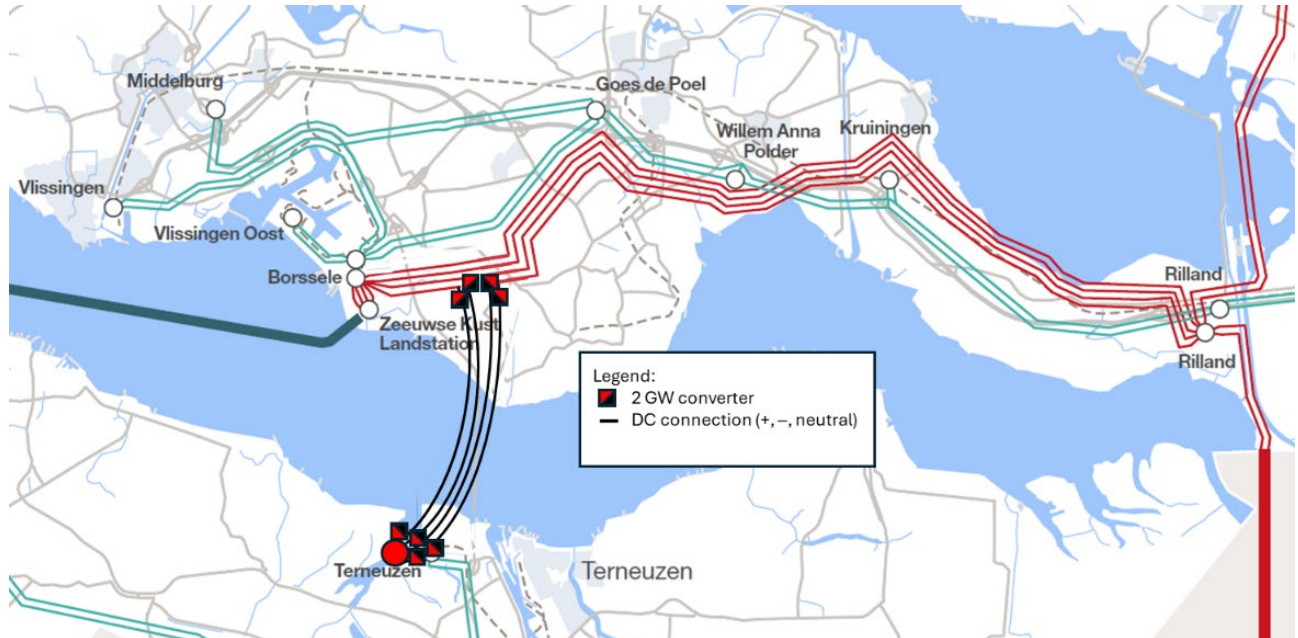 Middelburg
Goes de Poel
Willem Anna
Polder
Kruiningen
Vlissingen
Vlissingen Oost
Borssele
Rilland
Zeeuwse Kust
Landstation
Rilland
Legend:
2 GW converter
DC connection (+, –, neutral)
Terneuzen
Terneuzen